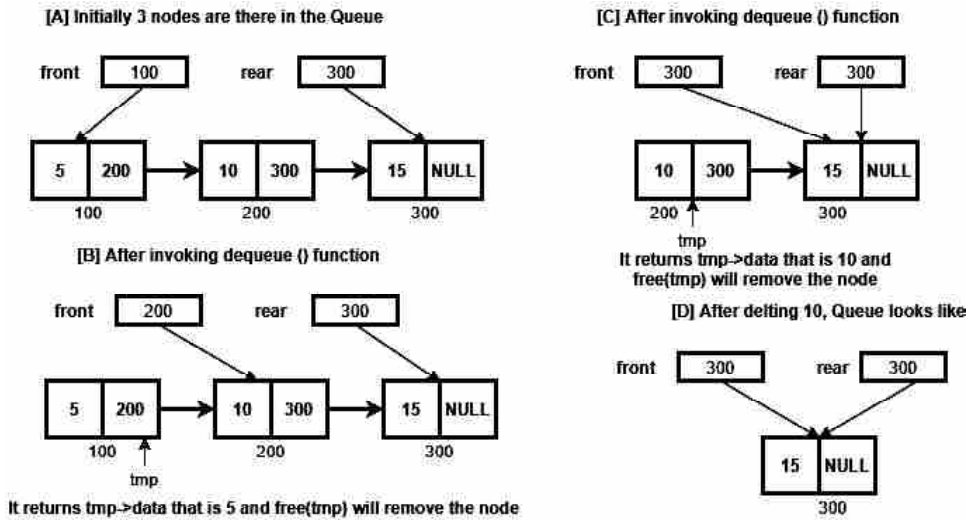 [A] Initially 3 nodes are there in the Queue
front 100 rear 300
5 200 10 300 15 NULL
100 200 300
[B] After invoking dequeue () function
front 200 rear 300
5 200 10 300 15 NULL
100 200 300
tmp
It returns tmp->data that is 5 and free(tmp) will remove the node
[C] After invoking dequeue () function
front 300 rear 300
10 300 15 NULL
200 300
tmp
It returns tmp->data that is 10 and
free(tmp) will remove the node
[D] After delting 10, Queue looks like
front 300 rear 300
15 NULL
300